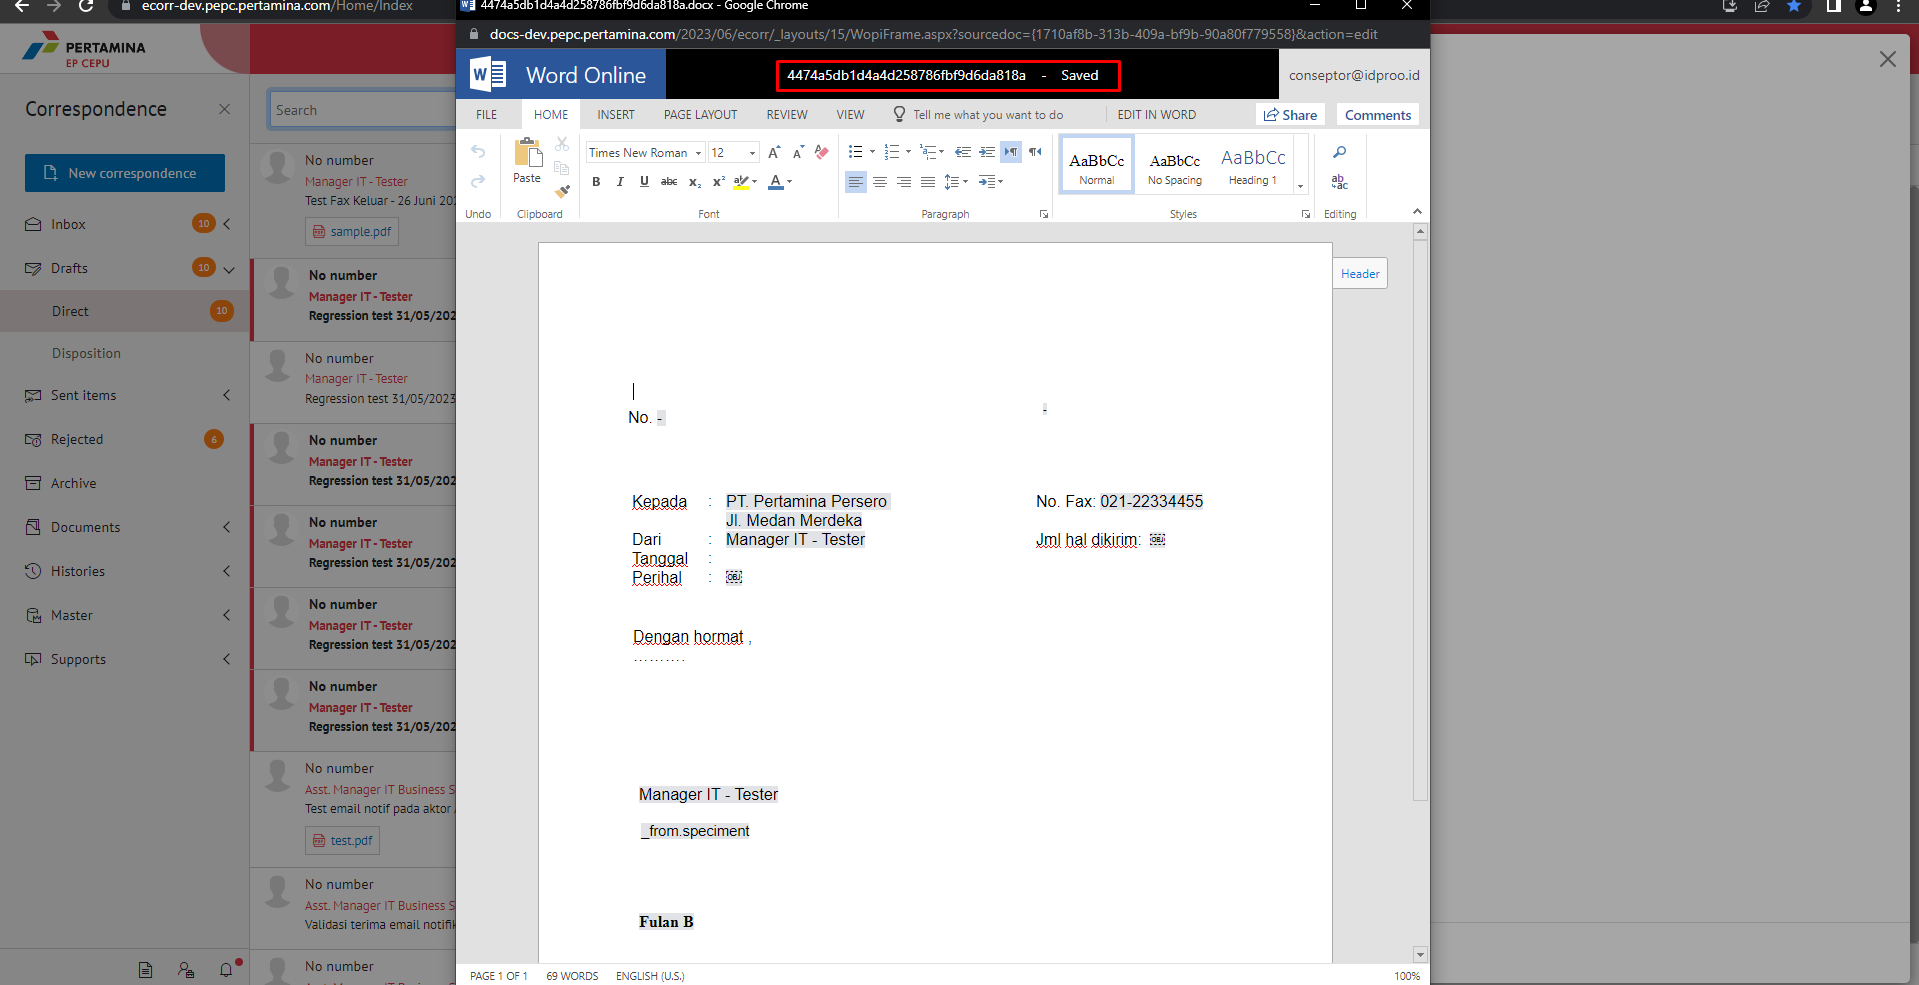 ecorr-dev.pepc.pertamina.com/Home/Index
4474a5db1d4a4d258786fbf9d6da818a.docx - Google Chrome
docs-dev.pepc.pertamina.com/2023/06/ecorr/_layouts/15/WopiFrame.aspx?sourcedoc={1710af8b-313b-409a-bf9b-90a80f779558}&action=edit
PERTAMINA
EP CEPU
Word Online
4474a5db1d4a4d258786fbf9d6da818a - Saved
conseptor@idproo.id
FILE HOME INSERT PAGE LAYOUT REVIEW VIEW Tell me what you want to do EDIT IN WORD Share Comments
Paste
Times New Roman 12
B I U abc x₂ x² A
AaBbCc AaBbCc AaBbCc
Normal No Spacing Heading 1
Undo Clipboard Font Paragraph Styles Editing
Correspondence
New correspondence
Inbox 10
Drafts 10
Direct 10
Disposition
Sent items
Rejected 6
Archive
Documents
Histories
Master
Supports
Search
No number
Manager IT - Tester
Test Fax Keluar - 26 Juni 202
sample.pdf
No number
Manager IT - Tester
Regression test 31/05/202
No number
Manager IT - Tester
Regression test 31/05/2023
No number
Manager IT - Tester
Regression test 31/05/202
No number
Manager IT - Tester
Regression test 31/05/202
No number
Manager IT - Tester
Regression test 31/05/202
No number
Manager IT - Tester
Regression test 31/05/202
No number
Asst. Manager IT Business S
Test email notif pada aktor
test.pdf
No number
Asst. Manager IT Business S
Validasi terima email notifik
No number
Header
No. - -
Kepada : PT. Pertamina Persero No. Fax: 021-22334455
Jl. Medan Merdeka
Dari : Manager IT - Tester Jml hal dikirim: OBJ
Tanggal :
Perihal : OBJ
Dengan hormat ,
..........
Manager IT - Tester
_from.speciment
Fulan B
PAGE 1 OF 1 69 WORDS ENGLISH (U.S.) 100%